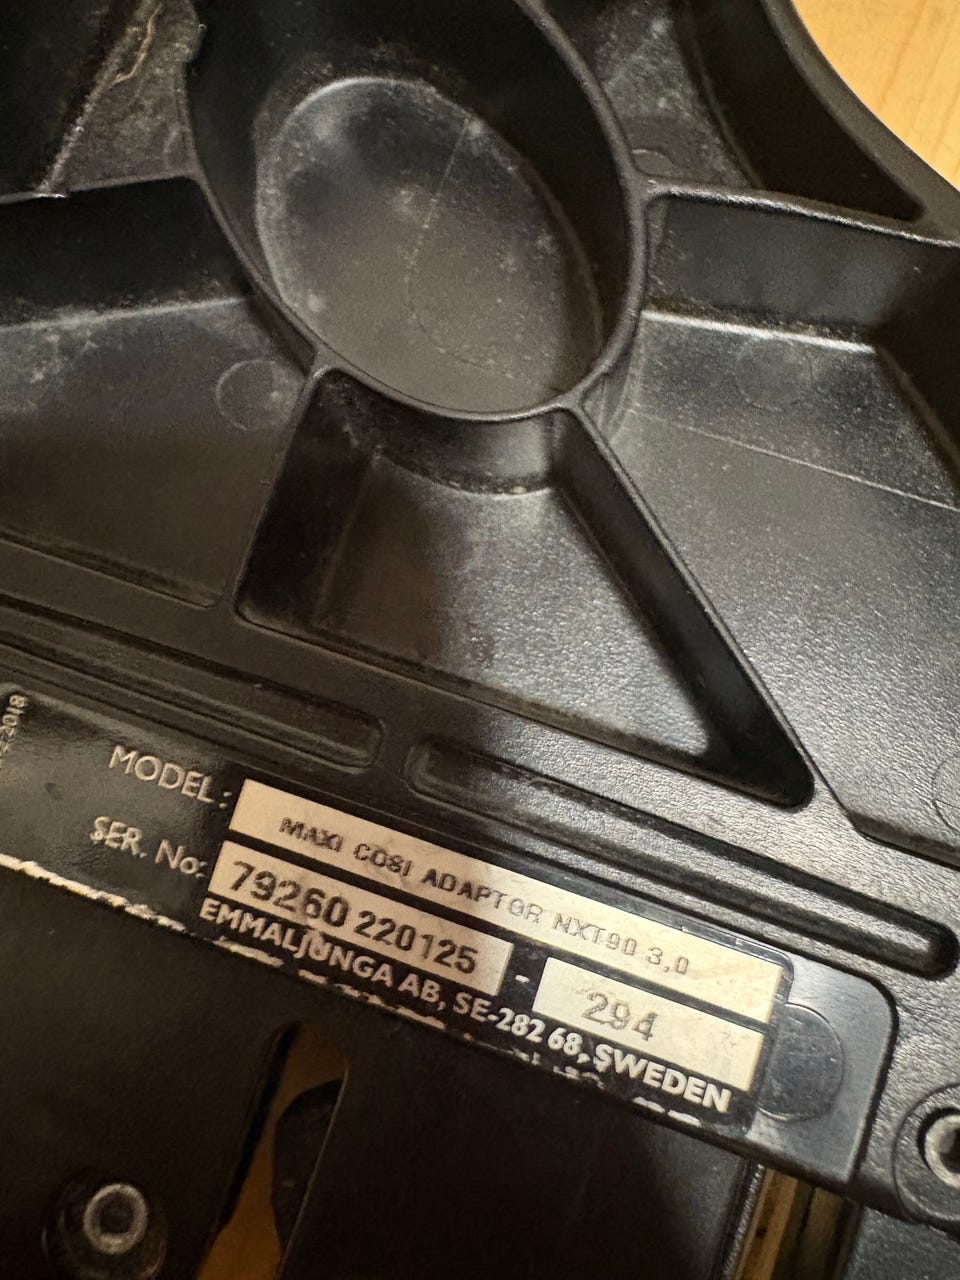 MODEL: MAXI COSI ADAPTOR NXT90 3,0
SER. No: 79260 220125 - 294
EMMALJUNGA AB, SE-282 68, SWEDEN